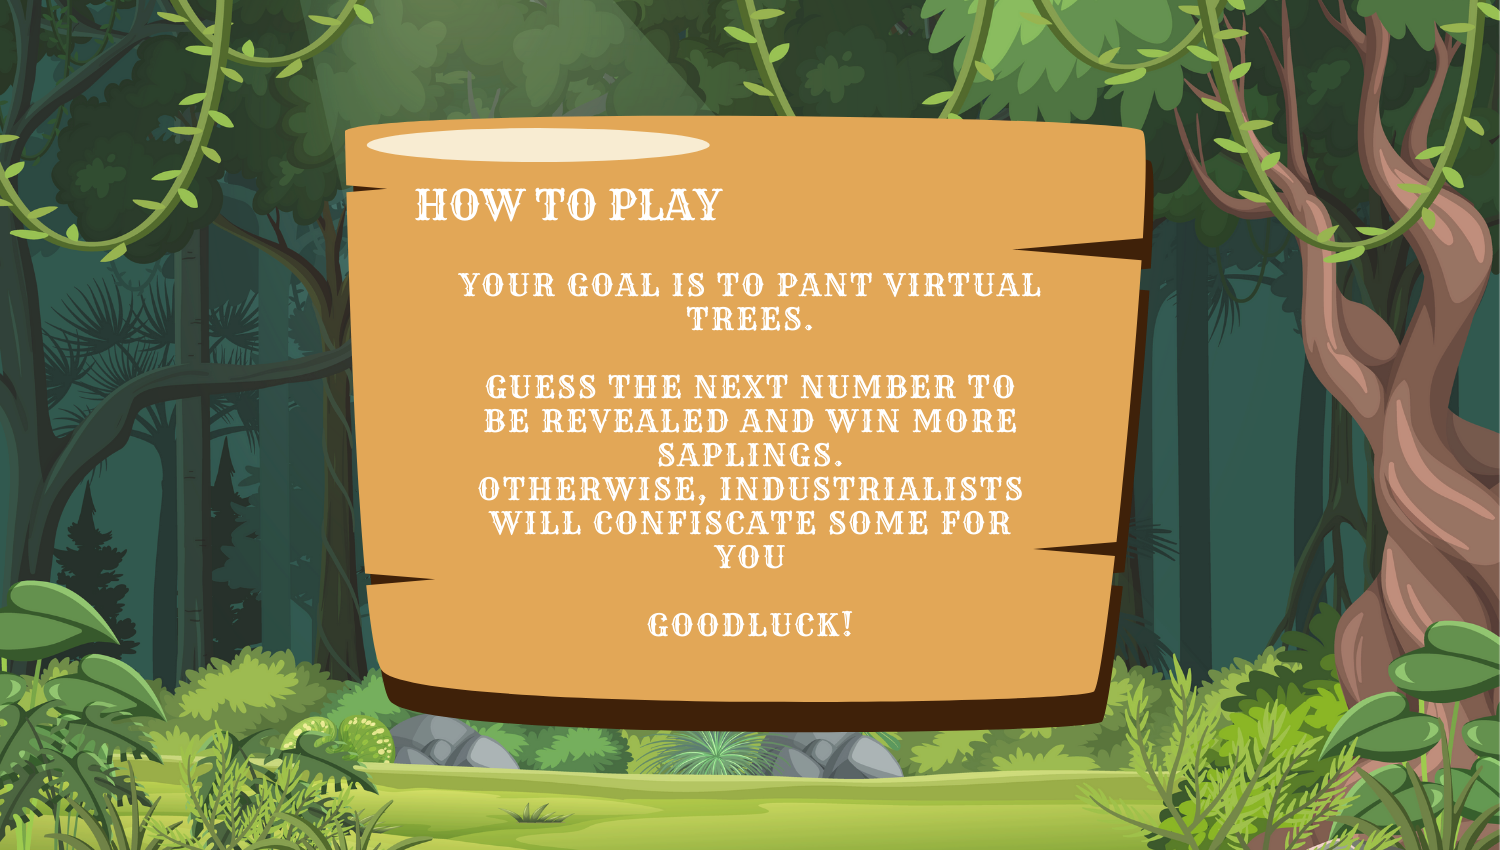 HOW TO PLAY
YOUR GOAL IS TO PANT VIRTUAL
TREES.
GUESS THE NEXT NUMBER TO
BE REVEALED AND WIN MORE
SAPLINGS.
OTHERWISE, INDUSTRIALISTS
WILL CONFISCATE SOME FOR
YOU
GOODLUCK!